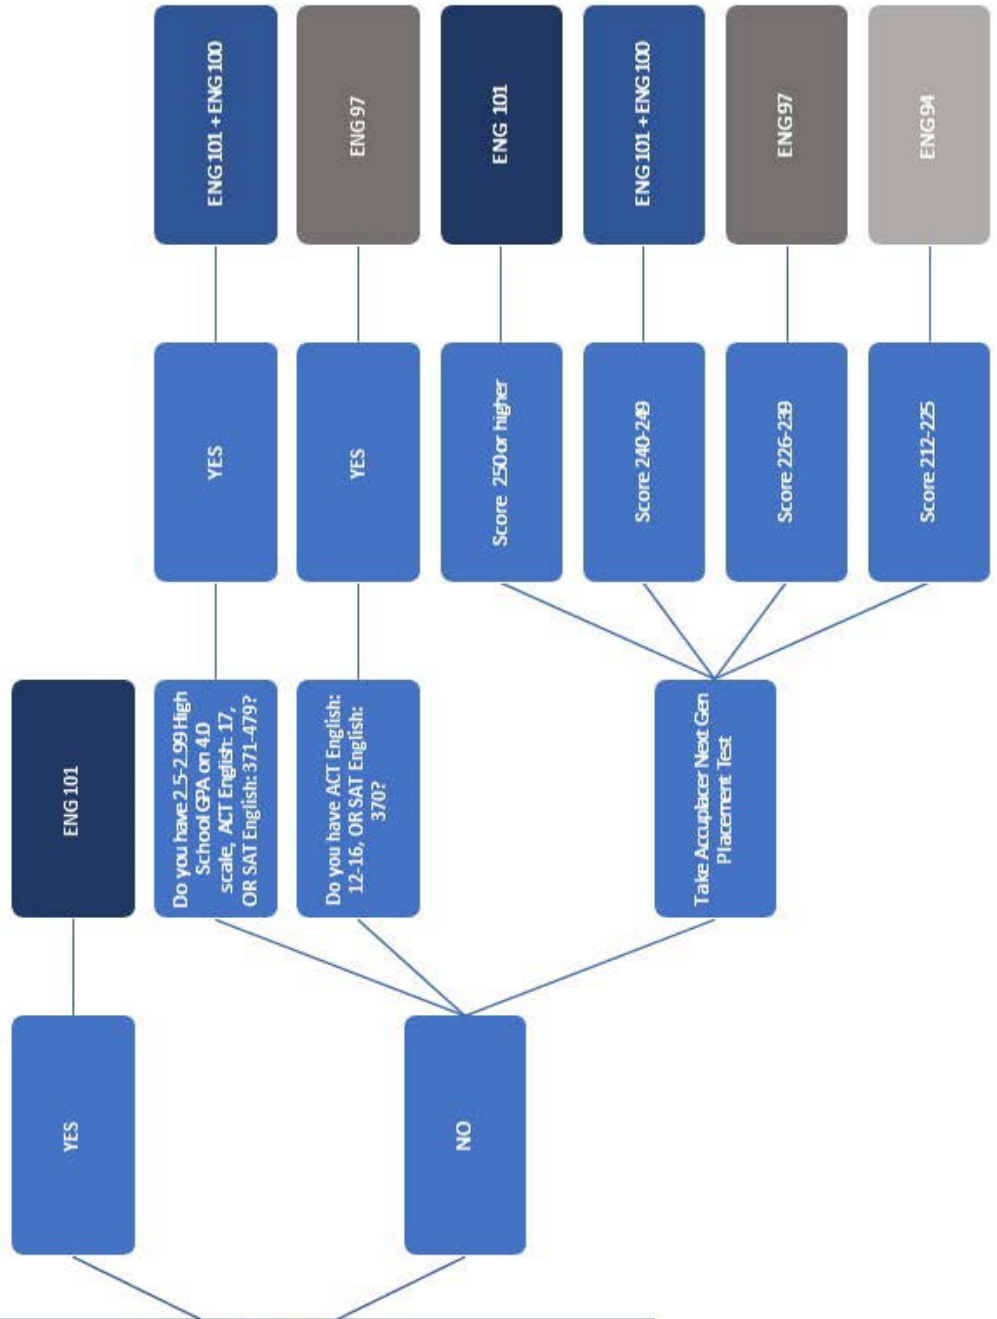 YES
ENG 101
Do you have 2.5-2.99 High
School GPA on 4.0
scale, ACT English: 17,
OR SAT English: 371-479?
YES
ENG 101 + ENG 100
NO
Do you have ACT English:
12-16, OR SAT English:
370?
YES
ENG 97
Take Accuplacer Next Gen
Placement Test
Score 250 or higher
ENG 101
Score 240-249
ENG 101 + ENG 100
Score 226-239
ENG 97
Score 212-225
ENG 94